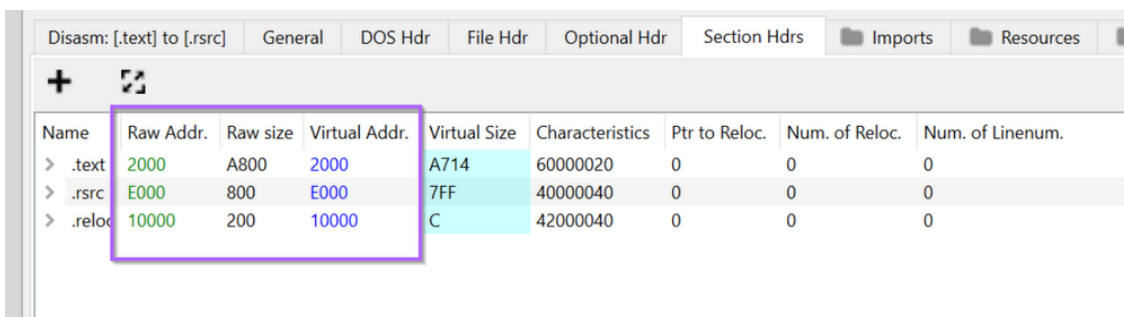 Disasm: [.text] to [.rsrc] General DOS Hdr File Hdr Optional Hdr Section Hdrs Imports Resources
Name Raw Addr. Raw size Virtual Addr. Virtual Size Characteristics Ptr to Reloc. Num. of Reloc. Num. of Linenum.
> .text 2000 A800 2000 A714 60000020 0 0 0
> .rsrc E000 800 E000 7FF 40000040 0 0 0
> .reloc 10000 200 10000 C 42000040 0 0 0